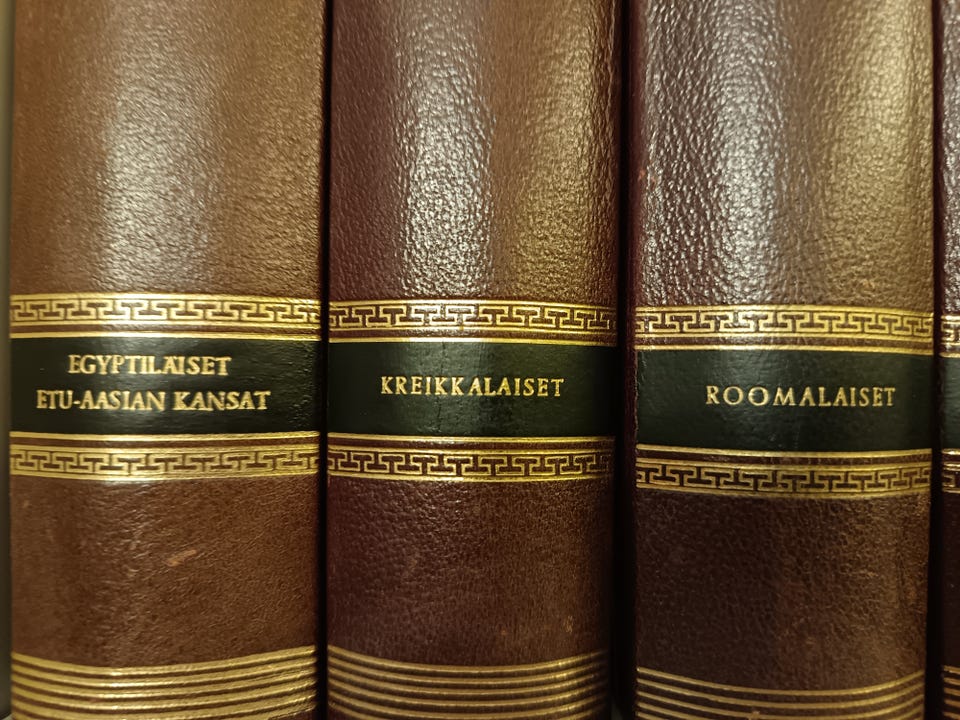 EGYPTILÄISET
ETU-AASIAN KANSAT
KREIKKALAISET
ROOMALAISET